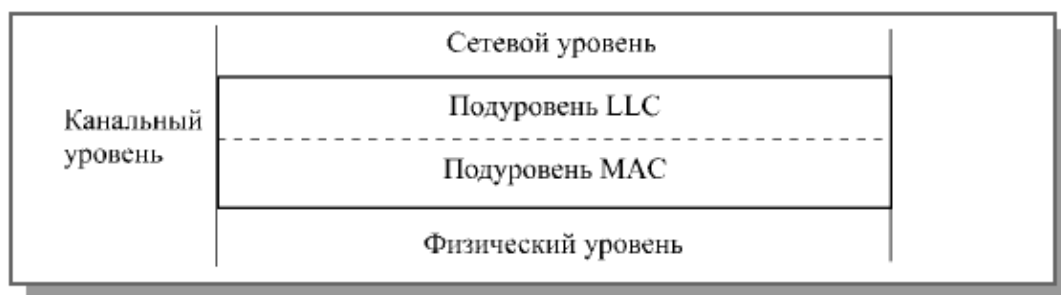 Сетевой уровень
Канальный
уровень
Подуровень LLC
Подуровень MAC
Физический уровень